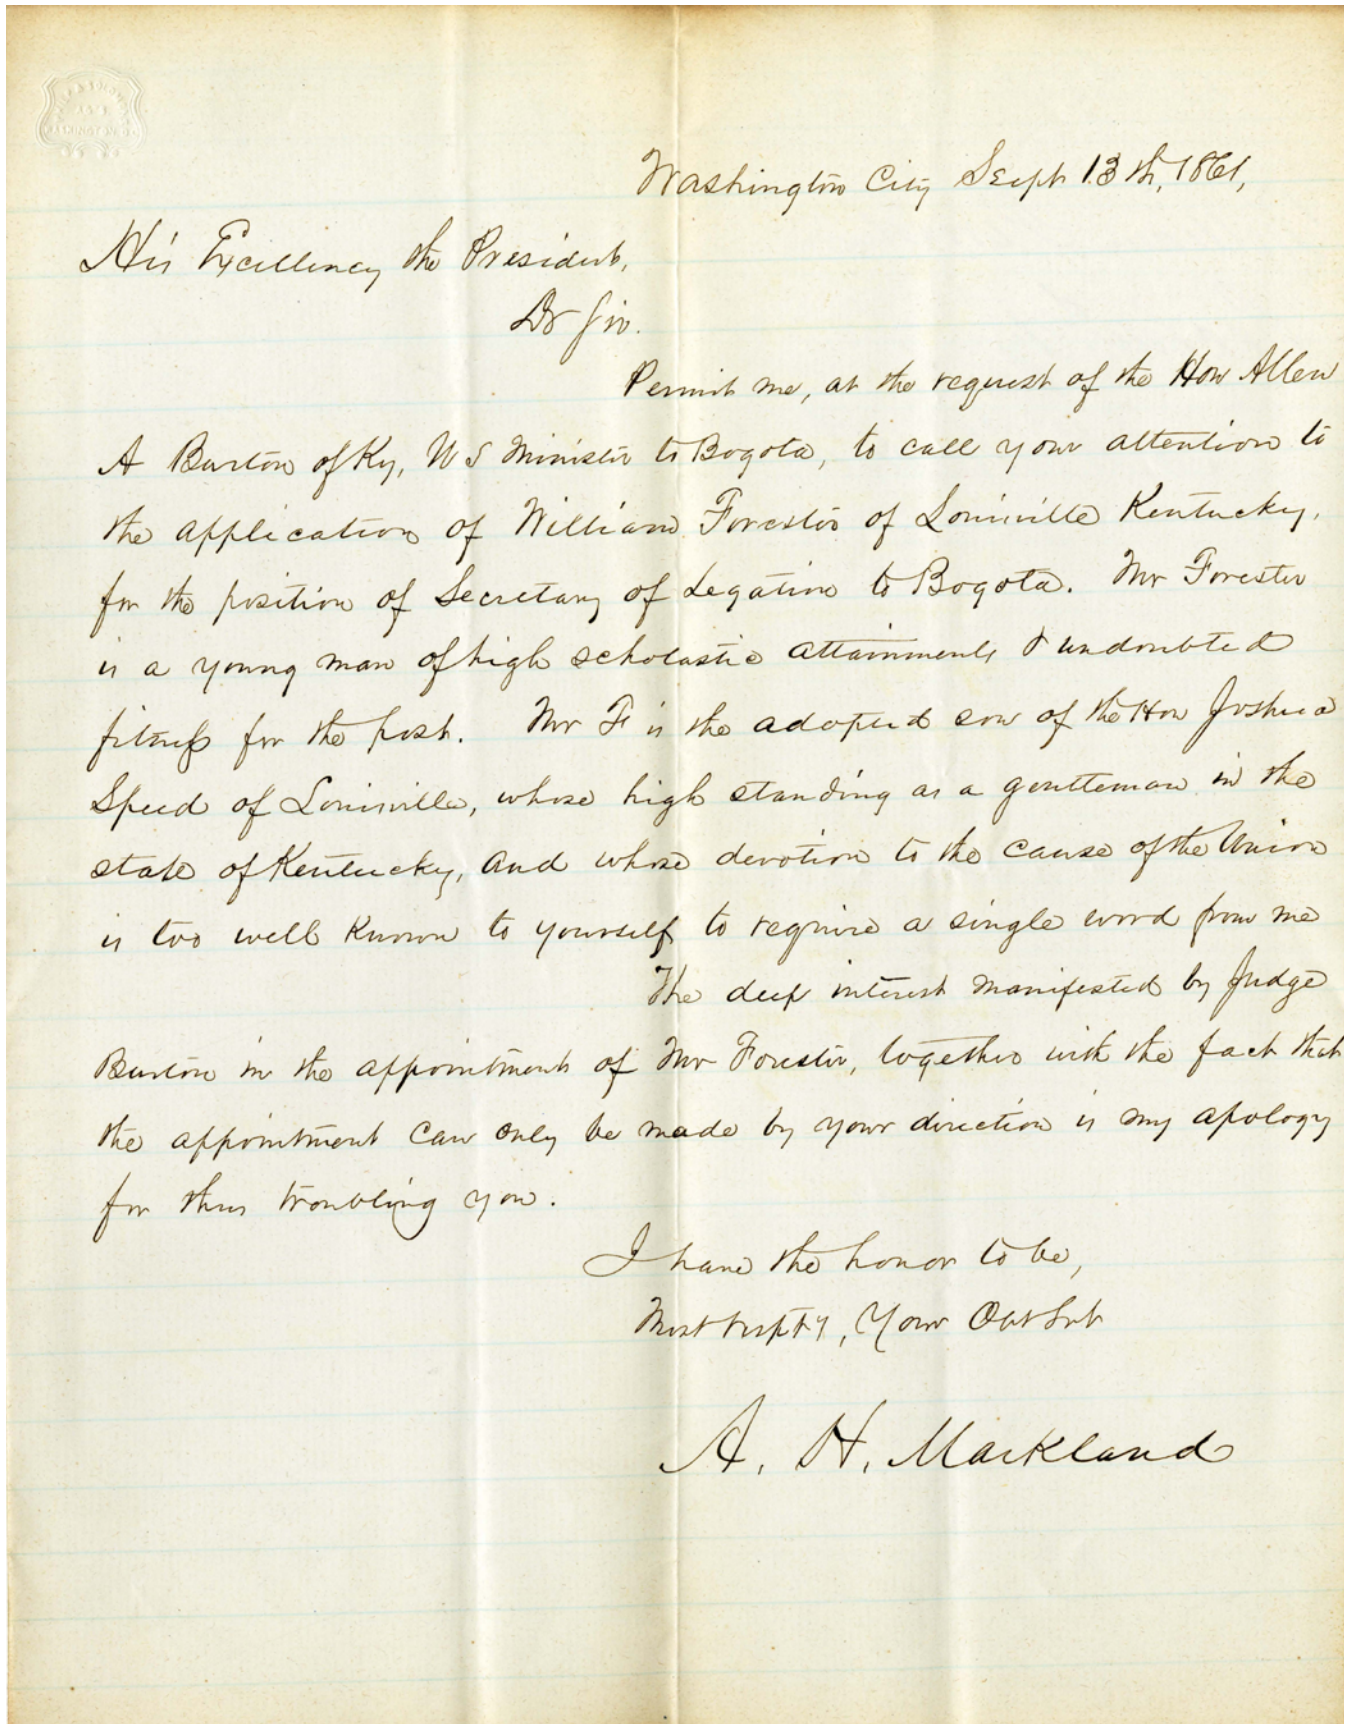 Washington City Sept 13th, 1861,
His Excellency the President,
Dr Sir.
Permit me, at the request of the Hon Allen
A Burton of Ky, U S Minister to Bogota, to call your attention to
the application of William Forester of Louisville Kentucky,
for the position of Secretary of Legation to Bogota. Mr Forester
is a young man of high scholastic attainments & undoubted
fitness for the post. Mr F is the adopted son of the Hon Joshua
Speed of Louisville, whose high standing as a gentleman in the
state of Kentucky, and whose devotion to the cause of the Union
is too well known to yourself to require a single word from me
The deep interest manifested by Judge
Burton in the appointment of Mr Forester, together with the fact that
the appointment can only be made by your direction is my apology
for thus troubling you.
I have the honor to be,
Most respty, Your Obt Svt
A. H. Markland